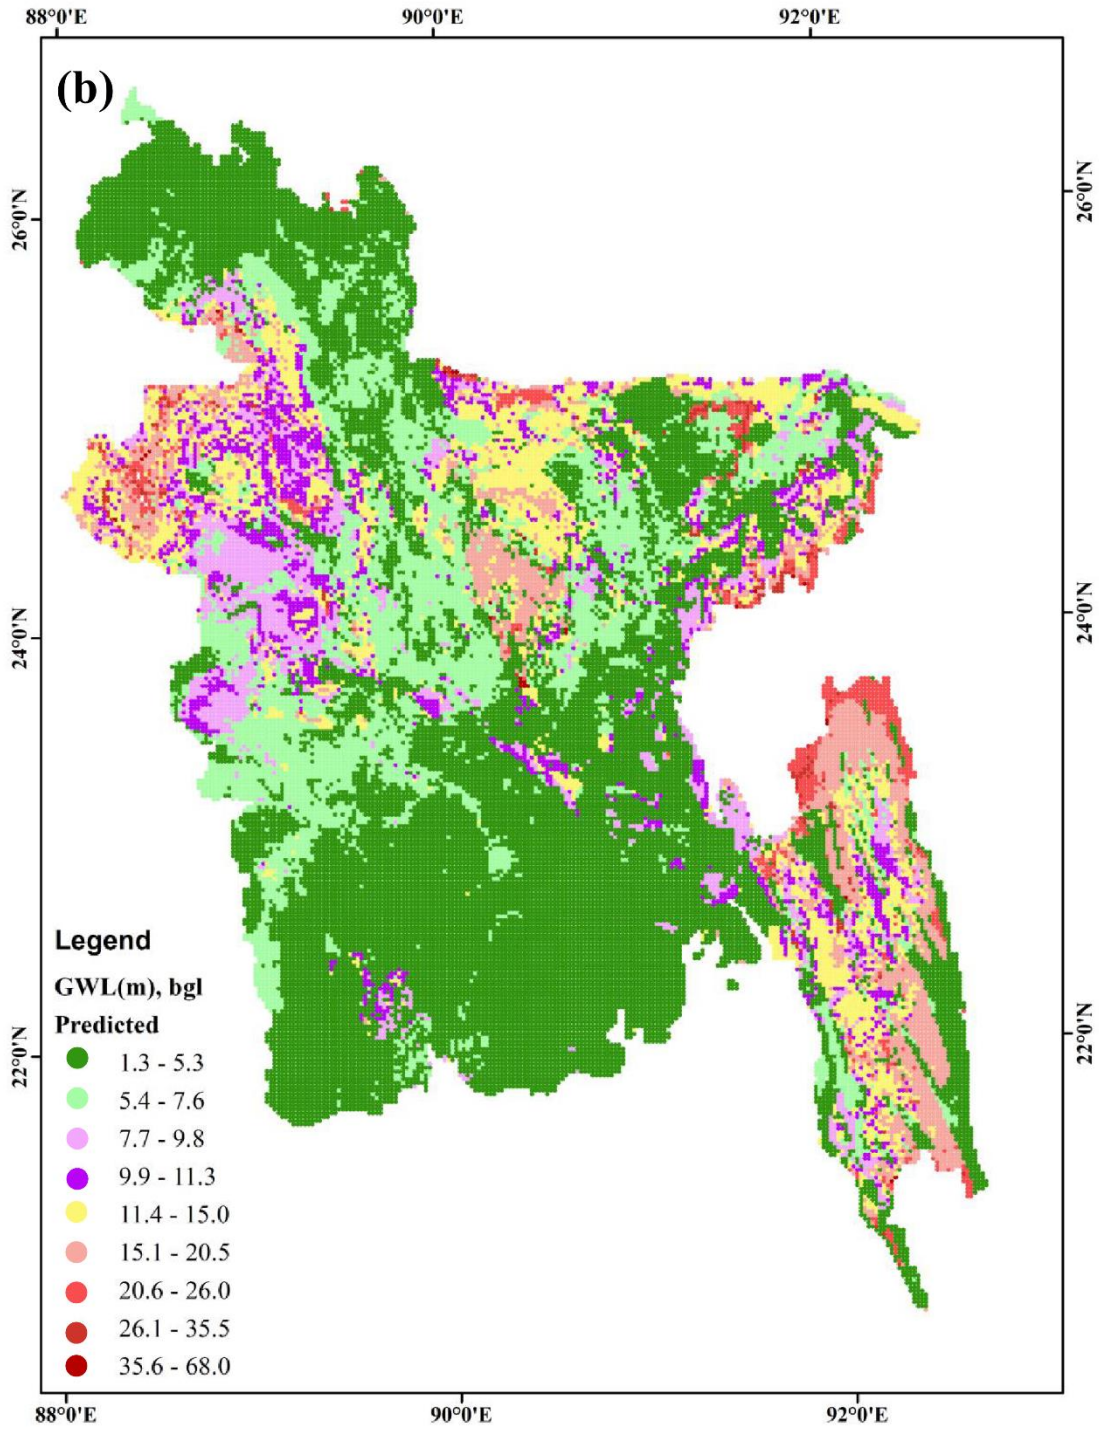 88°0'E 90°0'E 92°0'E
(b)
26°0'N 26°0'N
24°0'N 24°0'N
22°0'N 22°0'N
Legend
GWL(m), bgl
Predicted
1.3 - 5.3
5.4 - 7.6
7.7 - 9.8
9.9 - 11.3
11.4 - 15.0
15.1 - 20.5
20.6 - 26.0
26.1 - 35.5
35.6 - 68.0
88°0'E 90°0'E 92°0'E